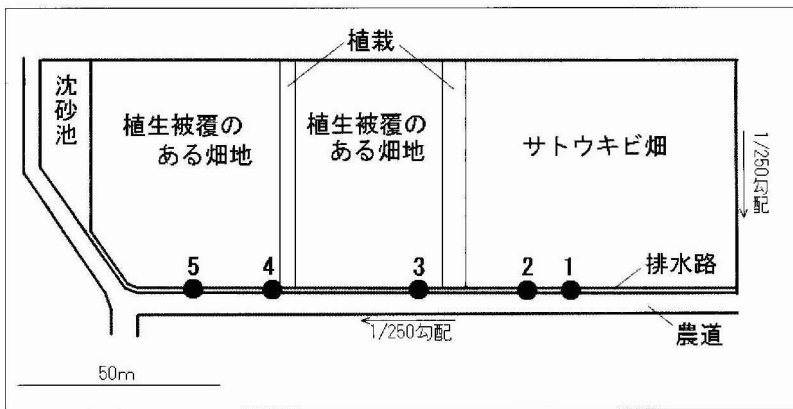 植栽
沈砂池
植生被覆の
ある畑地
植生被覆の
ある畑地
サトウキビ畑
1/250勾配
5
4
3
2
1
排水路
1/250勾配
農道
50m